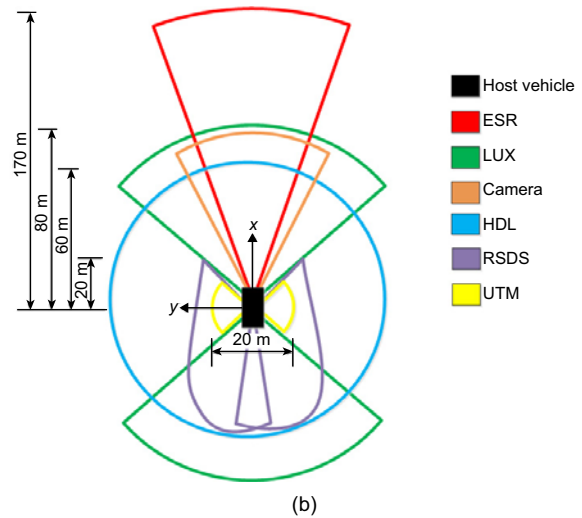 170 m
80 m
60 m
20 m
x
y
20 m
Host vehicle
ESR
LUX
Camera
HDL
RSDS
UTM
(b)